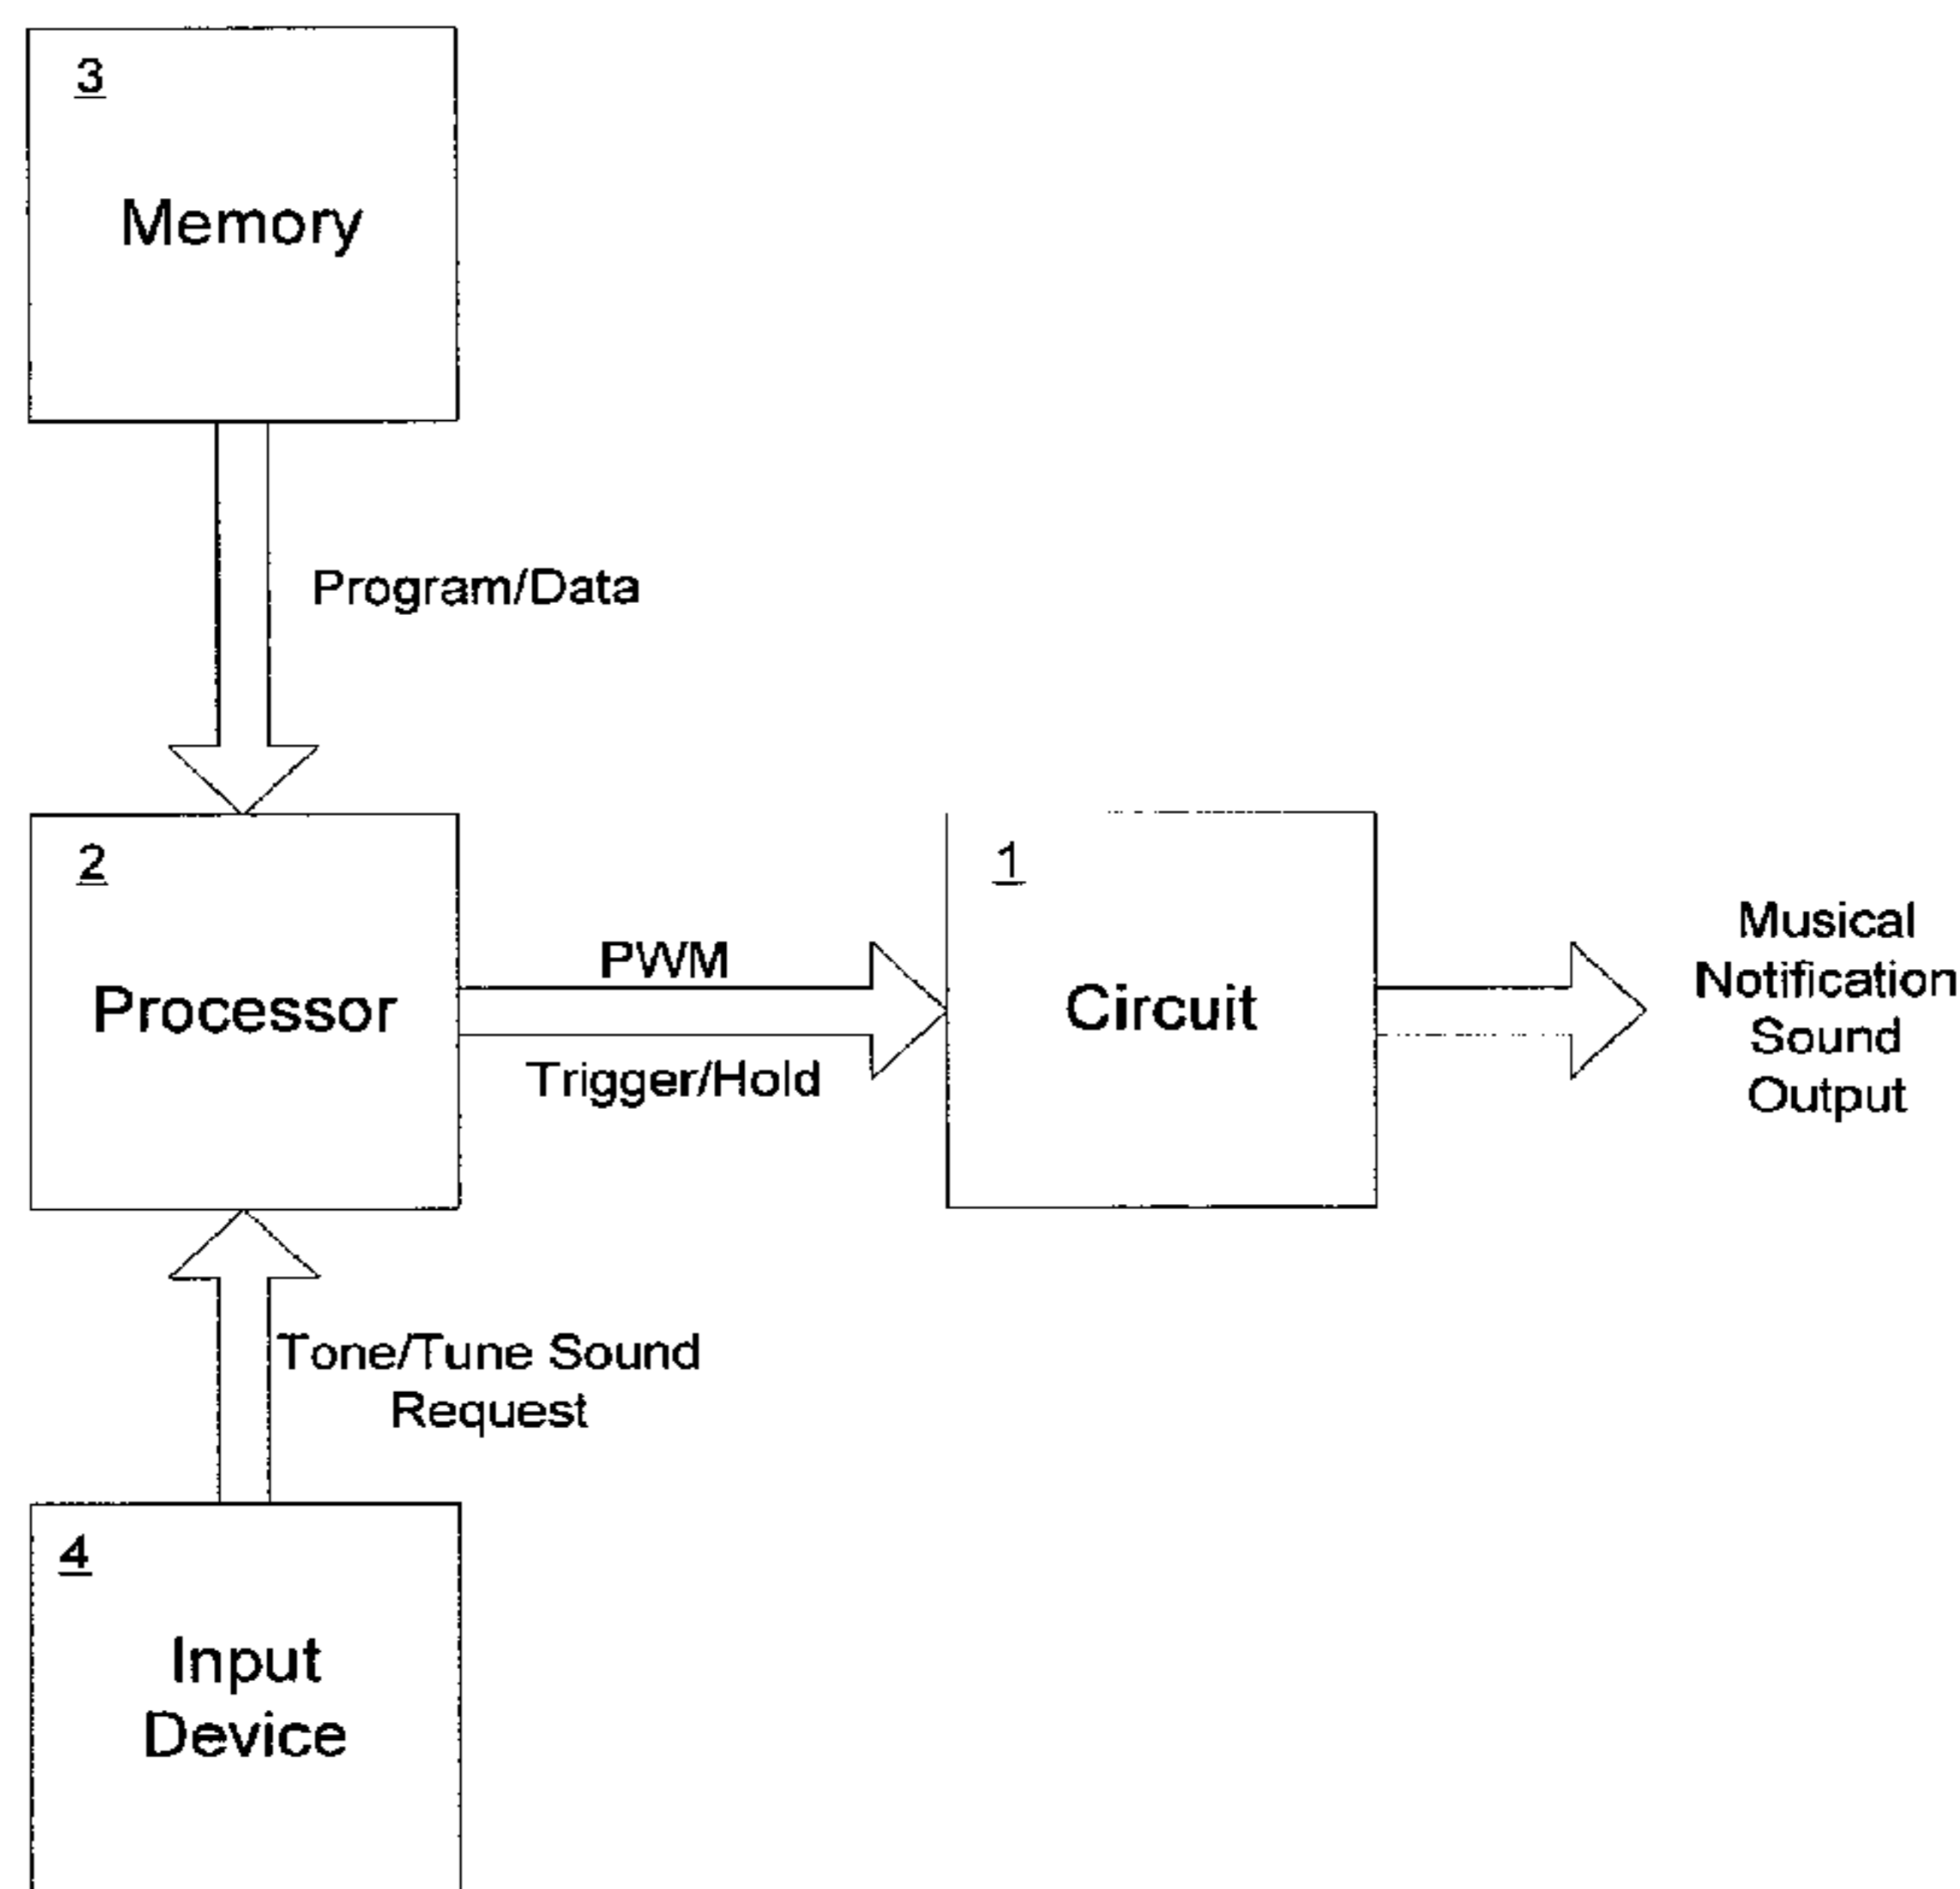 3
Memory
Program/Data
2
Processor
PWM
Trigger/Hold
1
Circuit
Musical
Notification
Sound
Output
Tone/Tune Sound
Request
4
Input
Device